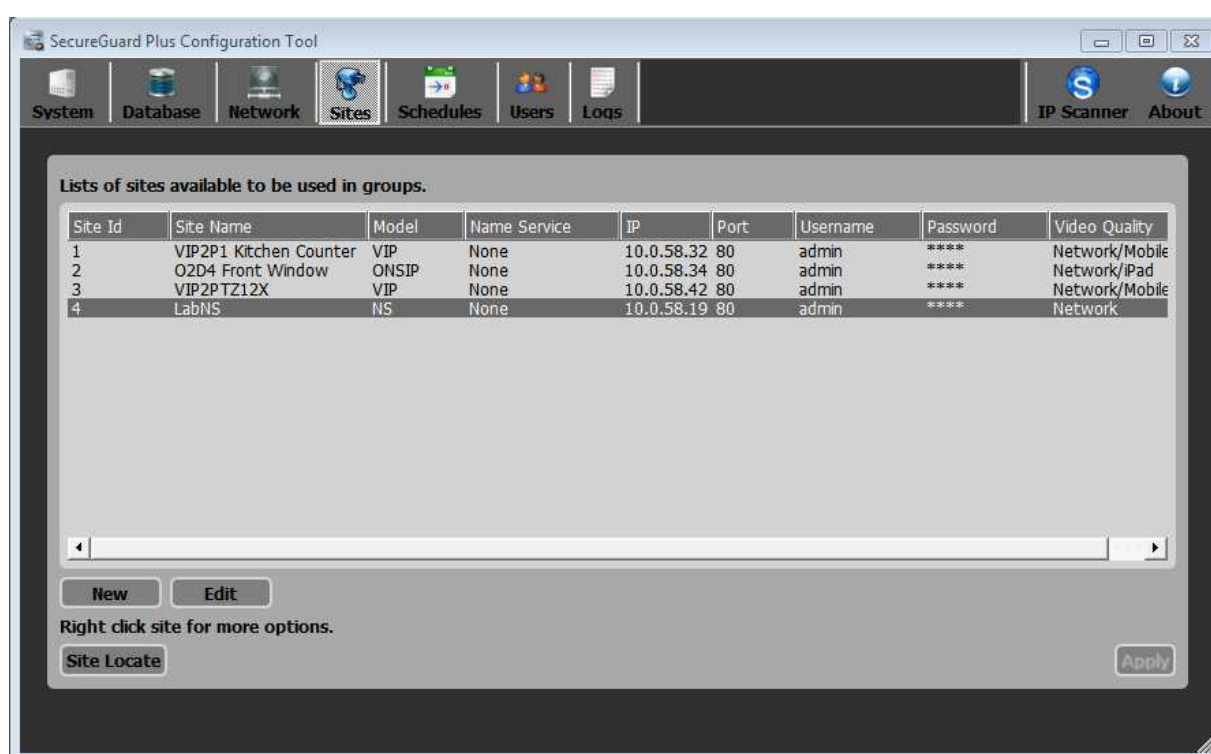 SecureGuard Plus Configuration Tool
System Database Network Sites Schedules Users Logs IP Scanner About
Lists of sites available to be used in groups.
Site Id Site Name Model Name Service IP Port Username Password Video Quality
1 VIP2P1 Kitchen Counter VIP None 10.0.58.32 80 admin **** Network/Mobile
2 O2D4 Front Window ONSIP None 10.0.58.34 80 admin **** Network/iPad
3 VIP2PTZ12X VIP None 10.0.58.42 80 admin **** Network/Mobile
4 LabNS NS None 10.0.58.19 80 admin **** Network
New Edit
Right click site for more options.
Site Locate Apply